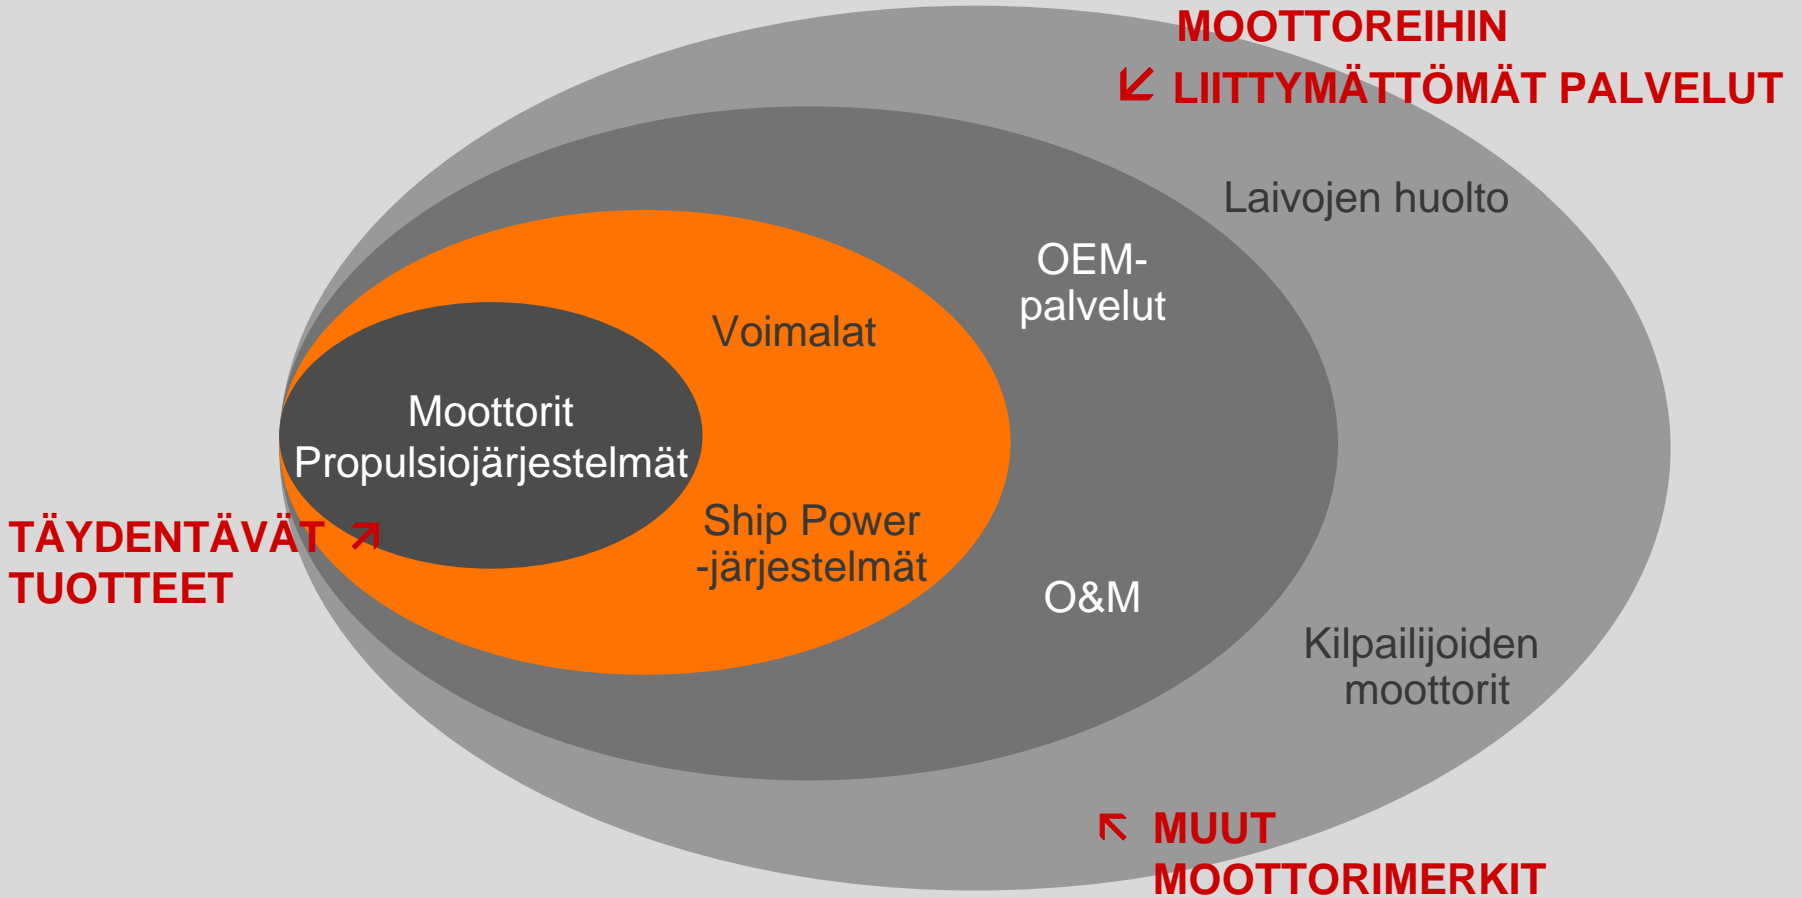 MOOTTOREIHIN
LIITTYMÄTTÖMÄT PALVELUT
Laivojen huolto
OEM-
palvelut
Voimalat
Moottorit
Propulsiojärjestelmät
Ship Power
-järjestelmät
TÄYDENTÄVÄT
TUOTTEET
O&M
Kilpailijoiden
moottorit
MUUT
MOOTTORIMERKIT